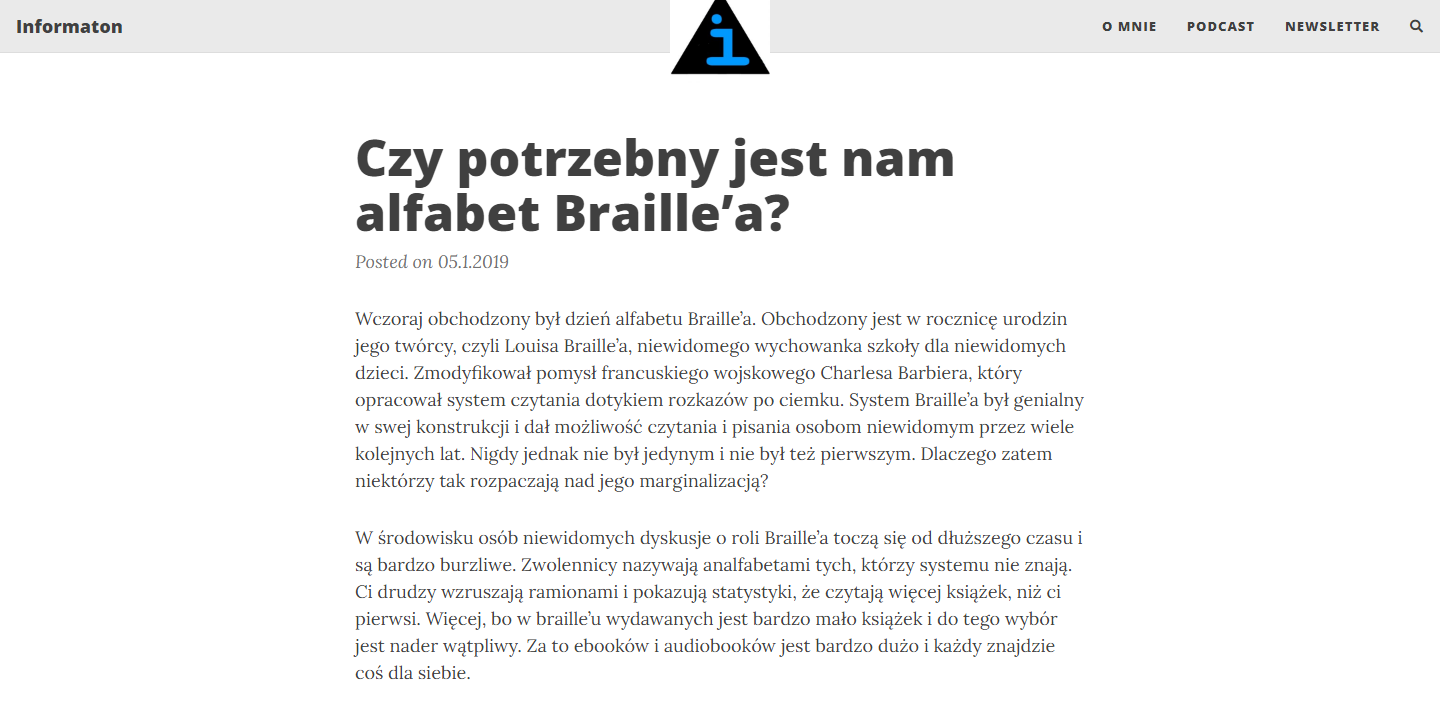 Informaton
i
O MNIE
PODCAST
NEWSLETTER
Czy potrzebny jest nam
alfabet Braille’a?
Posted on 05.1.2019
Wczoraj obchodzony był dzień alfabetu Braille’a. Obchodzony jest w rocznicę urodzin
jego twórcy, czyli Louisa Braille’a, niewidomego wychowanka szkoły dla niewidomych
dzieci. Zmodyfikował pomysł francuskiego wojskowego Charlesa Barbiera, który
opracował system czytania dotykiem rozkazów po ciemku. System Braille’a był genialny
w swej konstrukcji i dał możliwość czytania i pisania osobom niewidomym przez wiele
kolejnych lat. Nigdy jednak nie był jedynym i nie był też pierwszym. Dlaczego zatem
niektórzy tak rozpaczają nad jego marginalizacją?
W środowisku osób niewidomych dyskusje o roli Braille’a toczą się od dłuższego czasu i
są bardzo burzliwe. Zwolennicy nazywają analfabetami tych, którzy systemu nie znają.
Ci drudzy wzruszają ramionami i pokazują statystyki, że czytają więcej książek, niż ci
pierwsi. Więcej, bo w braille’u wydawanych jest bardzo mało książek i do tego wybór
jest nader wątpliwy. Za to ebooków i audiobooków jest bardzo dużo i każdy znajdzie
coś dla siebie.